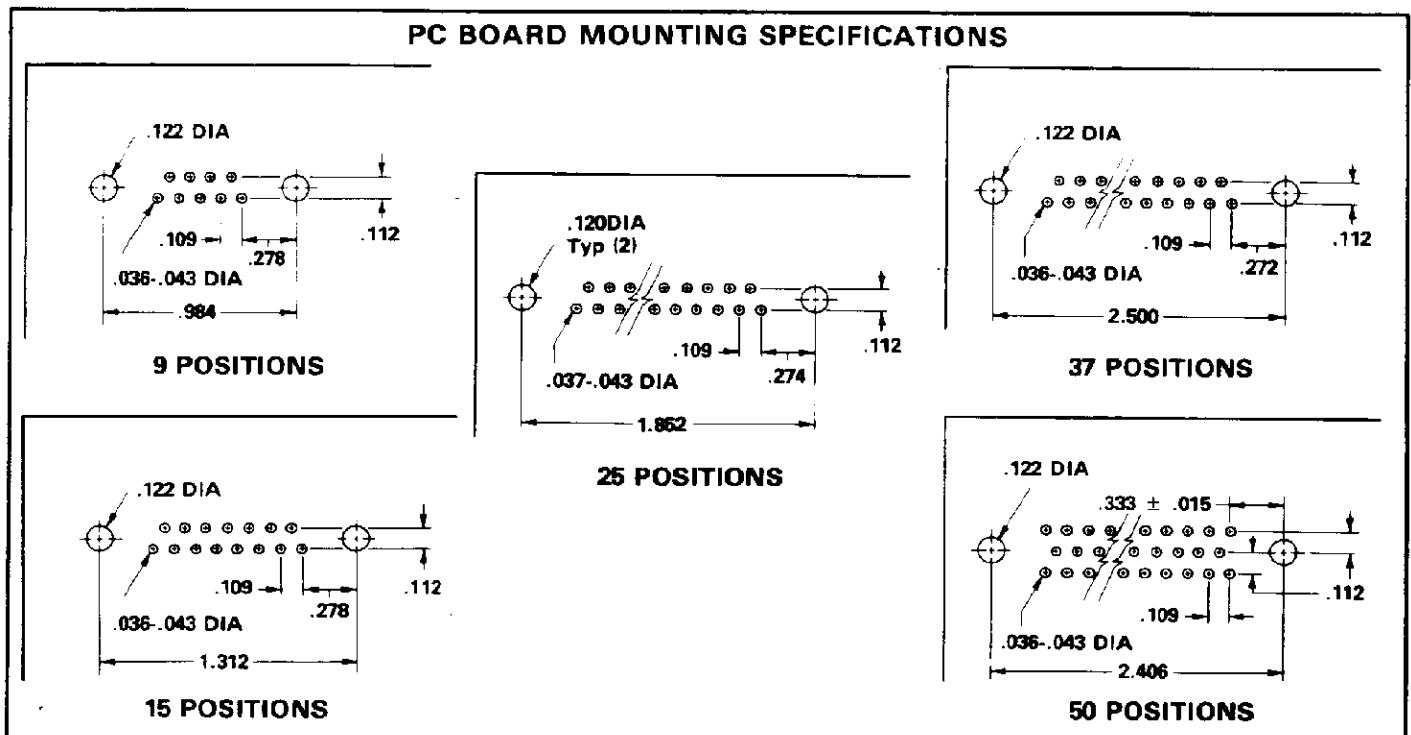 PC BOARD MOUNTING SPECIFICATIONS
.122 DIA
.109
.278
.112
.036-.043 DIA
.984
9 POSITIONS
.122 DIA
.109
.278
.112
.036-.043 DIA
1.312
15 POSITIONS
.120DIA
Typ (2)
.109
.274
.112
.037-.043 DIA
1.862
25 POSITIONS
.122 DIA
.109
.272
.112
.036-.043 DIA
2.500
37 POSITIONS
.122 DIA
.333 ± .015
.112
.109
.036-.043 DIA
2.406
50 POSITIONS